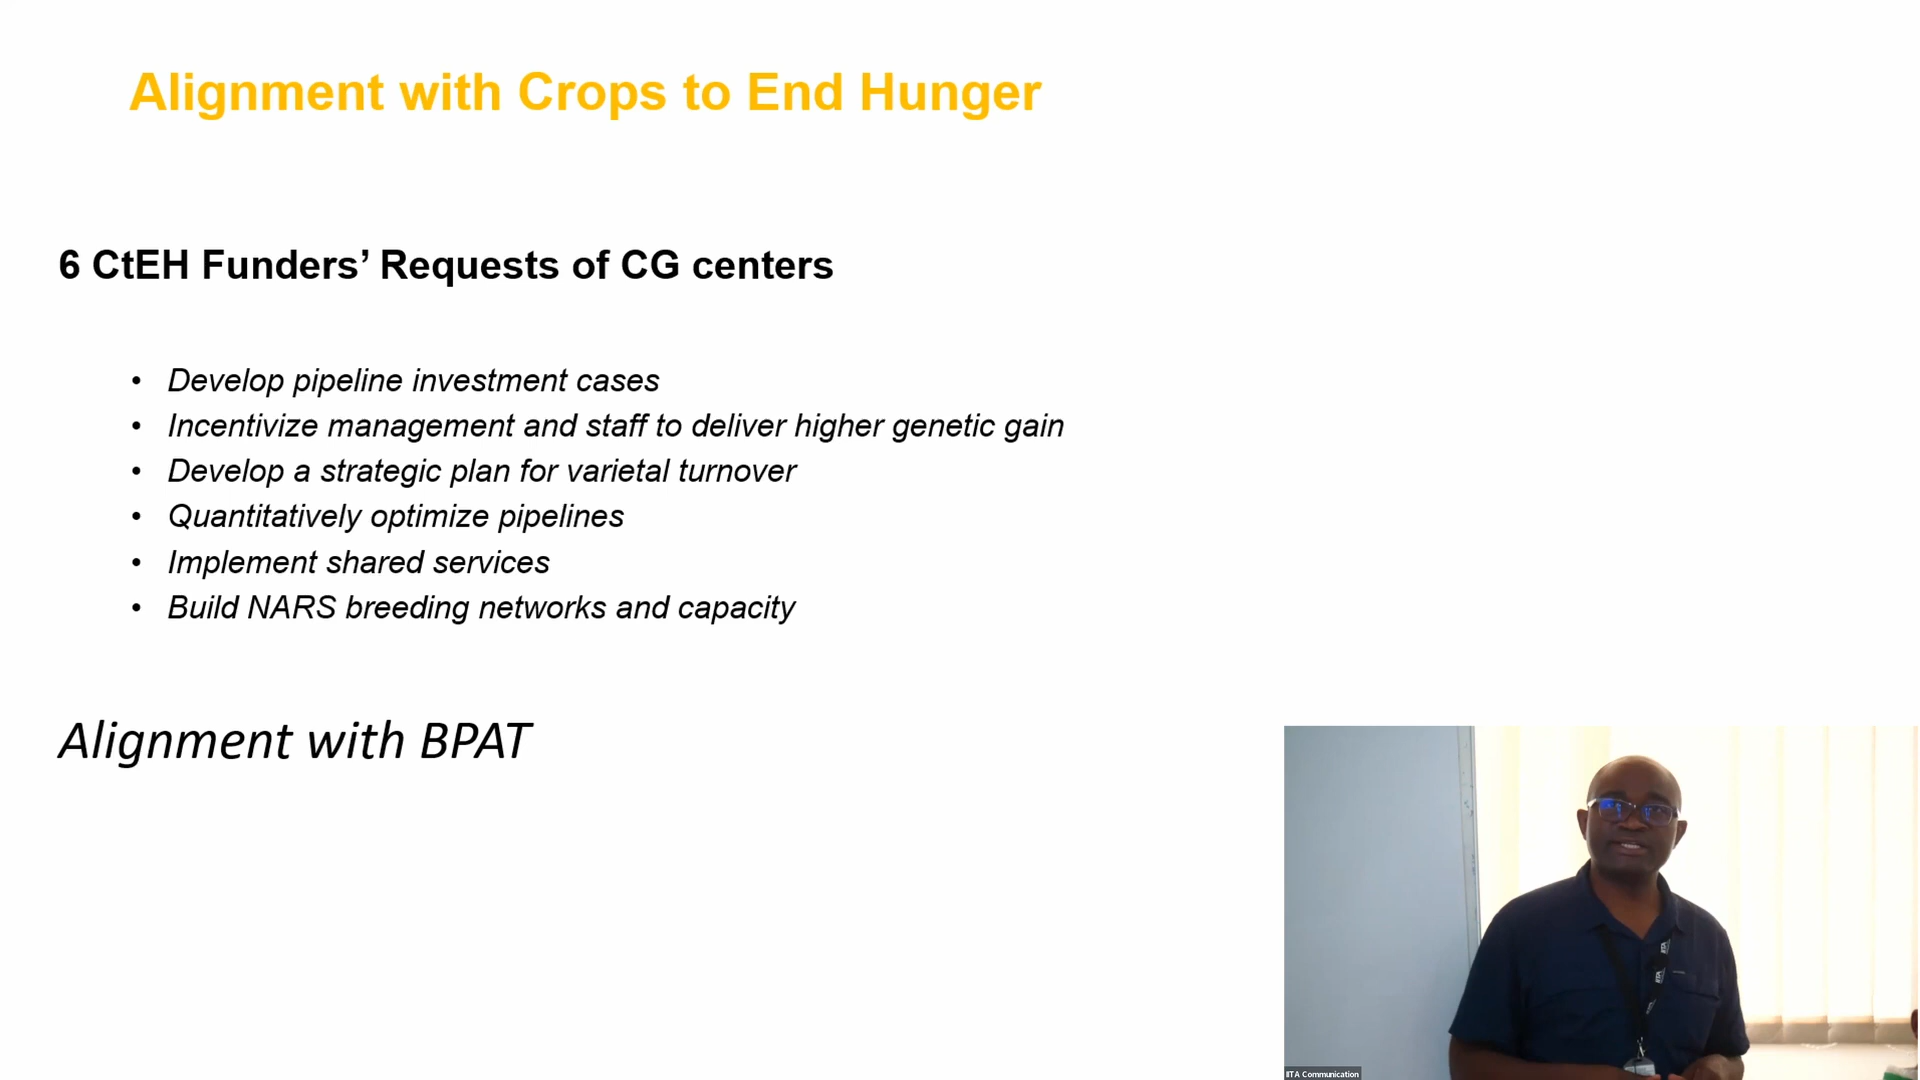 Alignment with Crops to End Hunger
6 CtEH Funders’ Requests of CG centers
• Develop pipeline investment cases
• Incentivize management and staff to deliver higher genetic gain
• Develop a strategic plan for varietal turnover
• Quantitatively optimize pipelines
• Implement shared services
• Build NARS breeding networks and capacity
Alignment with BPAT
IITA
IITA
IITA Communication